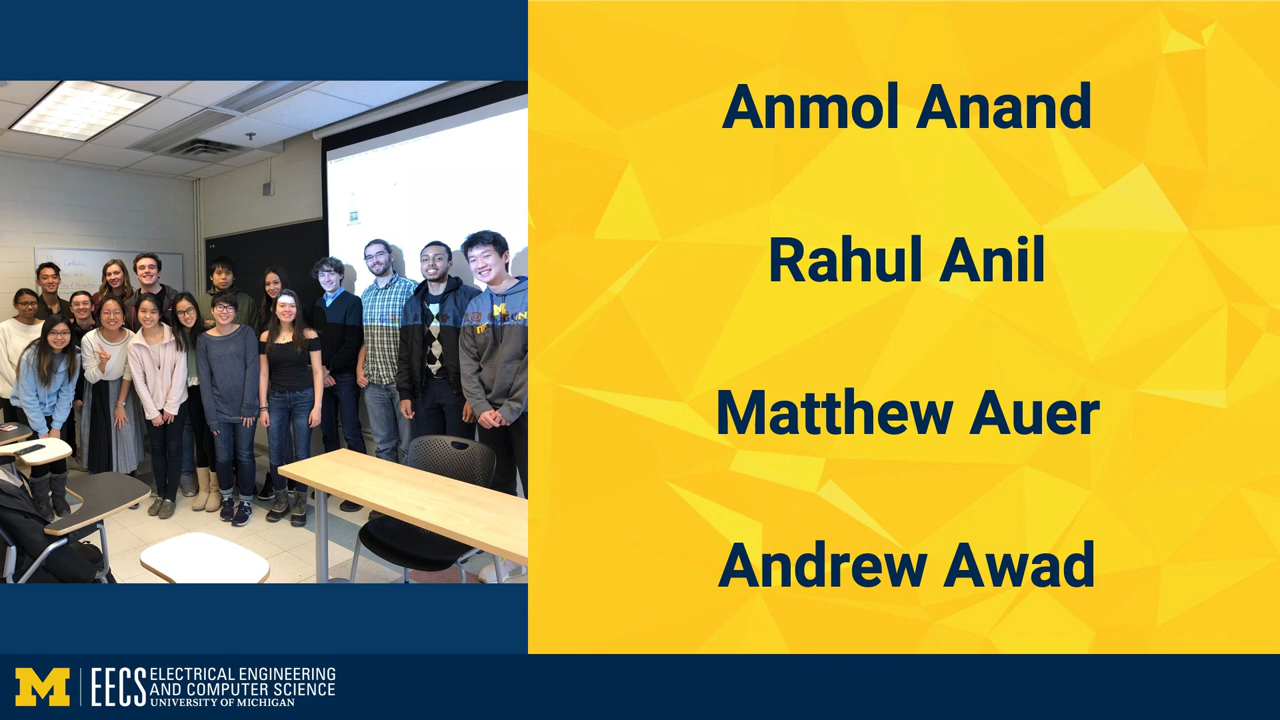 Anmol Anand
Rahul Anil
Matthew Auer
Andrew Awad
M
EECS
ELECTRICAL ENGINEERING
AND COMPUTER SCIENCE
UNIVERSITY OF MICHIGAN